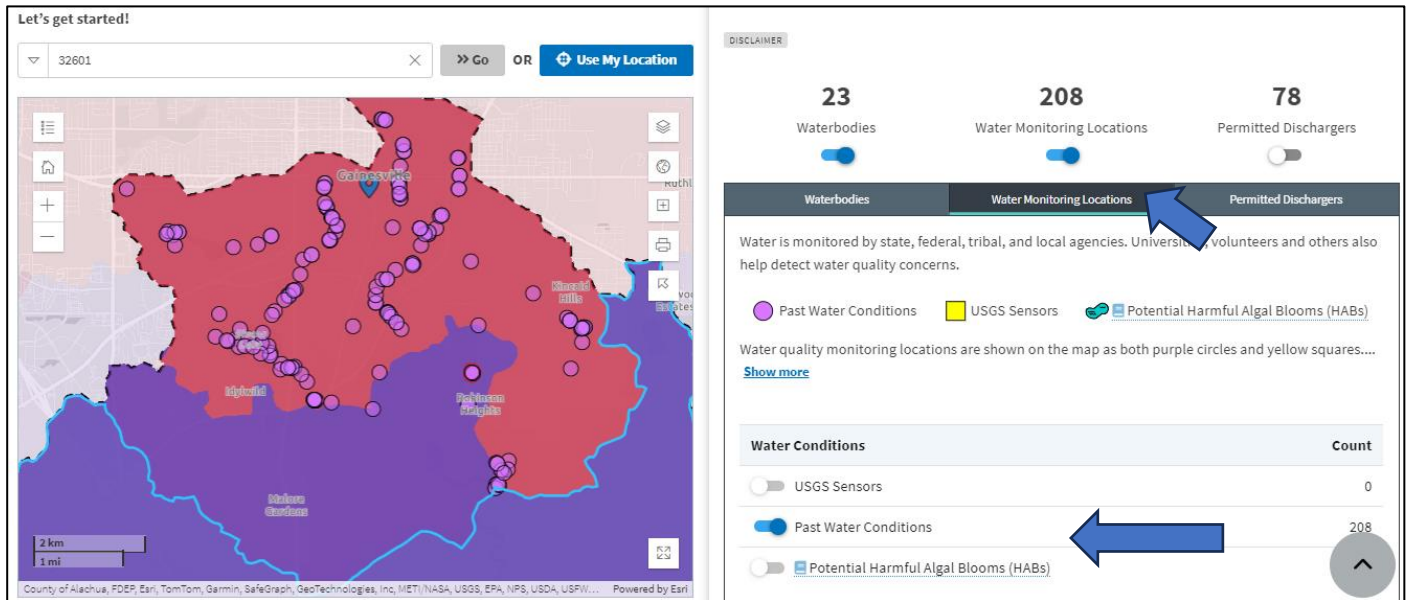 Let's get started!
32601
Go
OR
Use My Location
Gainesville
Kincaid
Hills
Idylwild
Robinson
Heights
2 km
1 mi
County of Alachua, FDEP, Esri, TomTom, Garmin, SafeGraph, GeoTechnologies, Inc, METI/NASA, USGS, EPA, NPS, USDA, USFW... Powered by Esri
DISCLAIMER
23 208 78
Waterbodies Water Monitoring Locations Permitted Dischargers
Waterbodies Water Monitoring Locations Permitted Dischargers
Water is monitored by state, federal, tribal, and local agencies. volunteers and others also
help detect water quality concerns.
Past Water Conditions USGS Sensors Potential Harmful Algal Blooms (HABs)
Water quality monitoring locations are shown on the map as both purple circles and yellow squares....
Show more
Water Conditions Count
USGS Sensors 0
Past Water Conditions 208
Potential Harmful Algal Blooms (HABs)